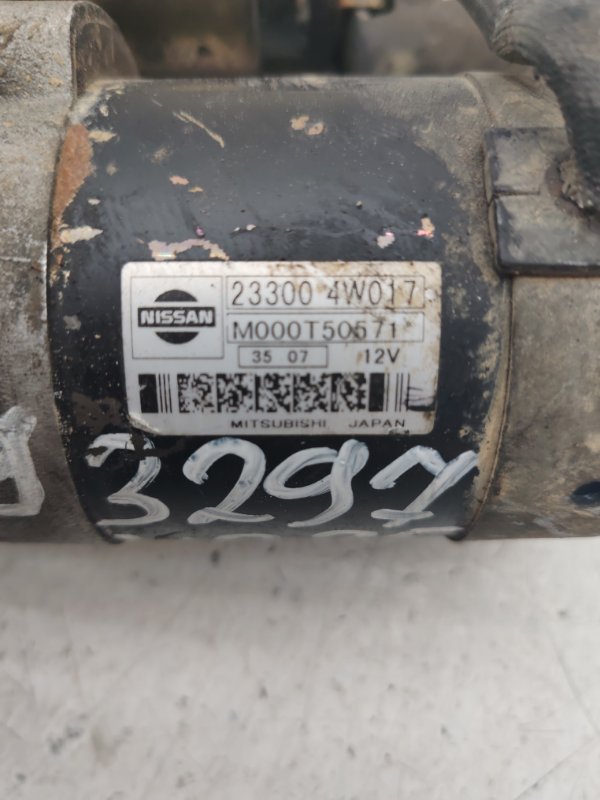 NISSAN
23300 4W017
M000T50571
35 07 12V
MITSUBISHI JAPAN
3297